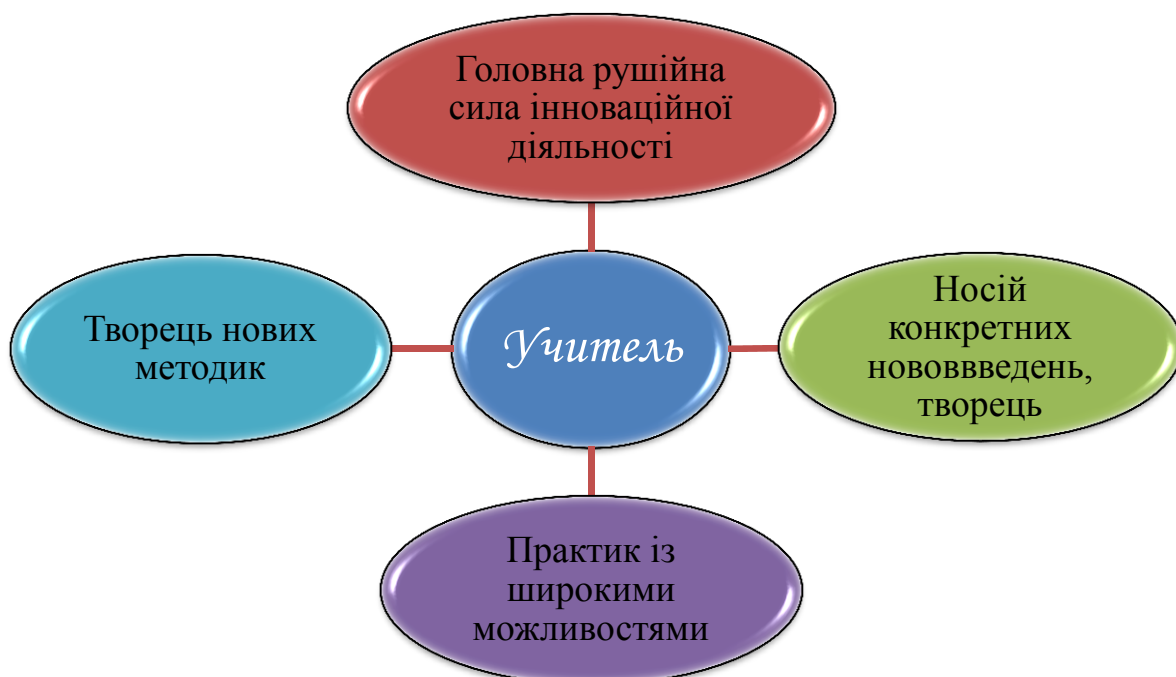 Головна рушійна
сила інноваційної
діяльності
Творець нових
методик
Учитель
Носій
конкретних
нововвведень,
творець
Практик із
широкими
можливостями